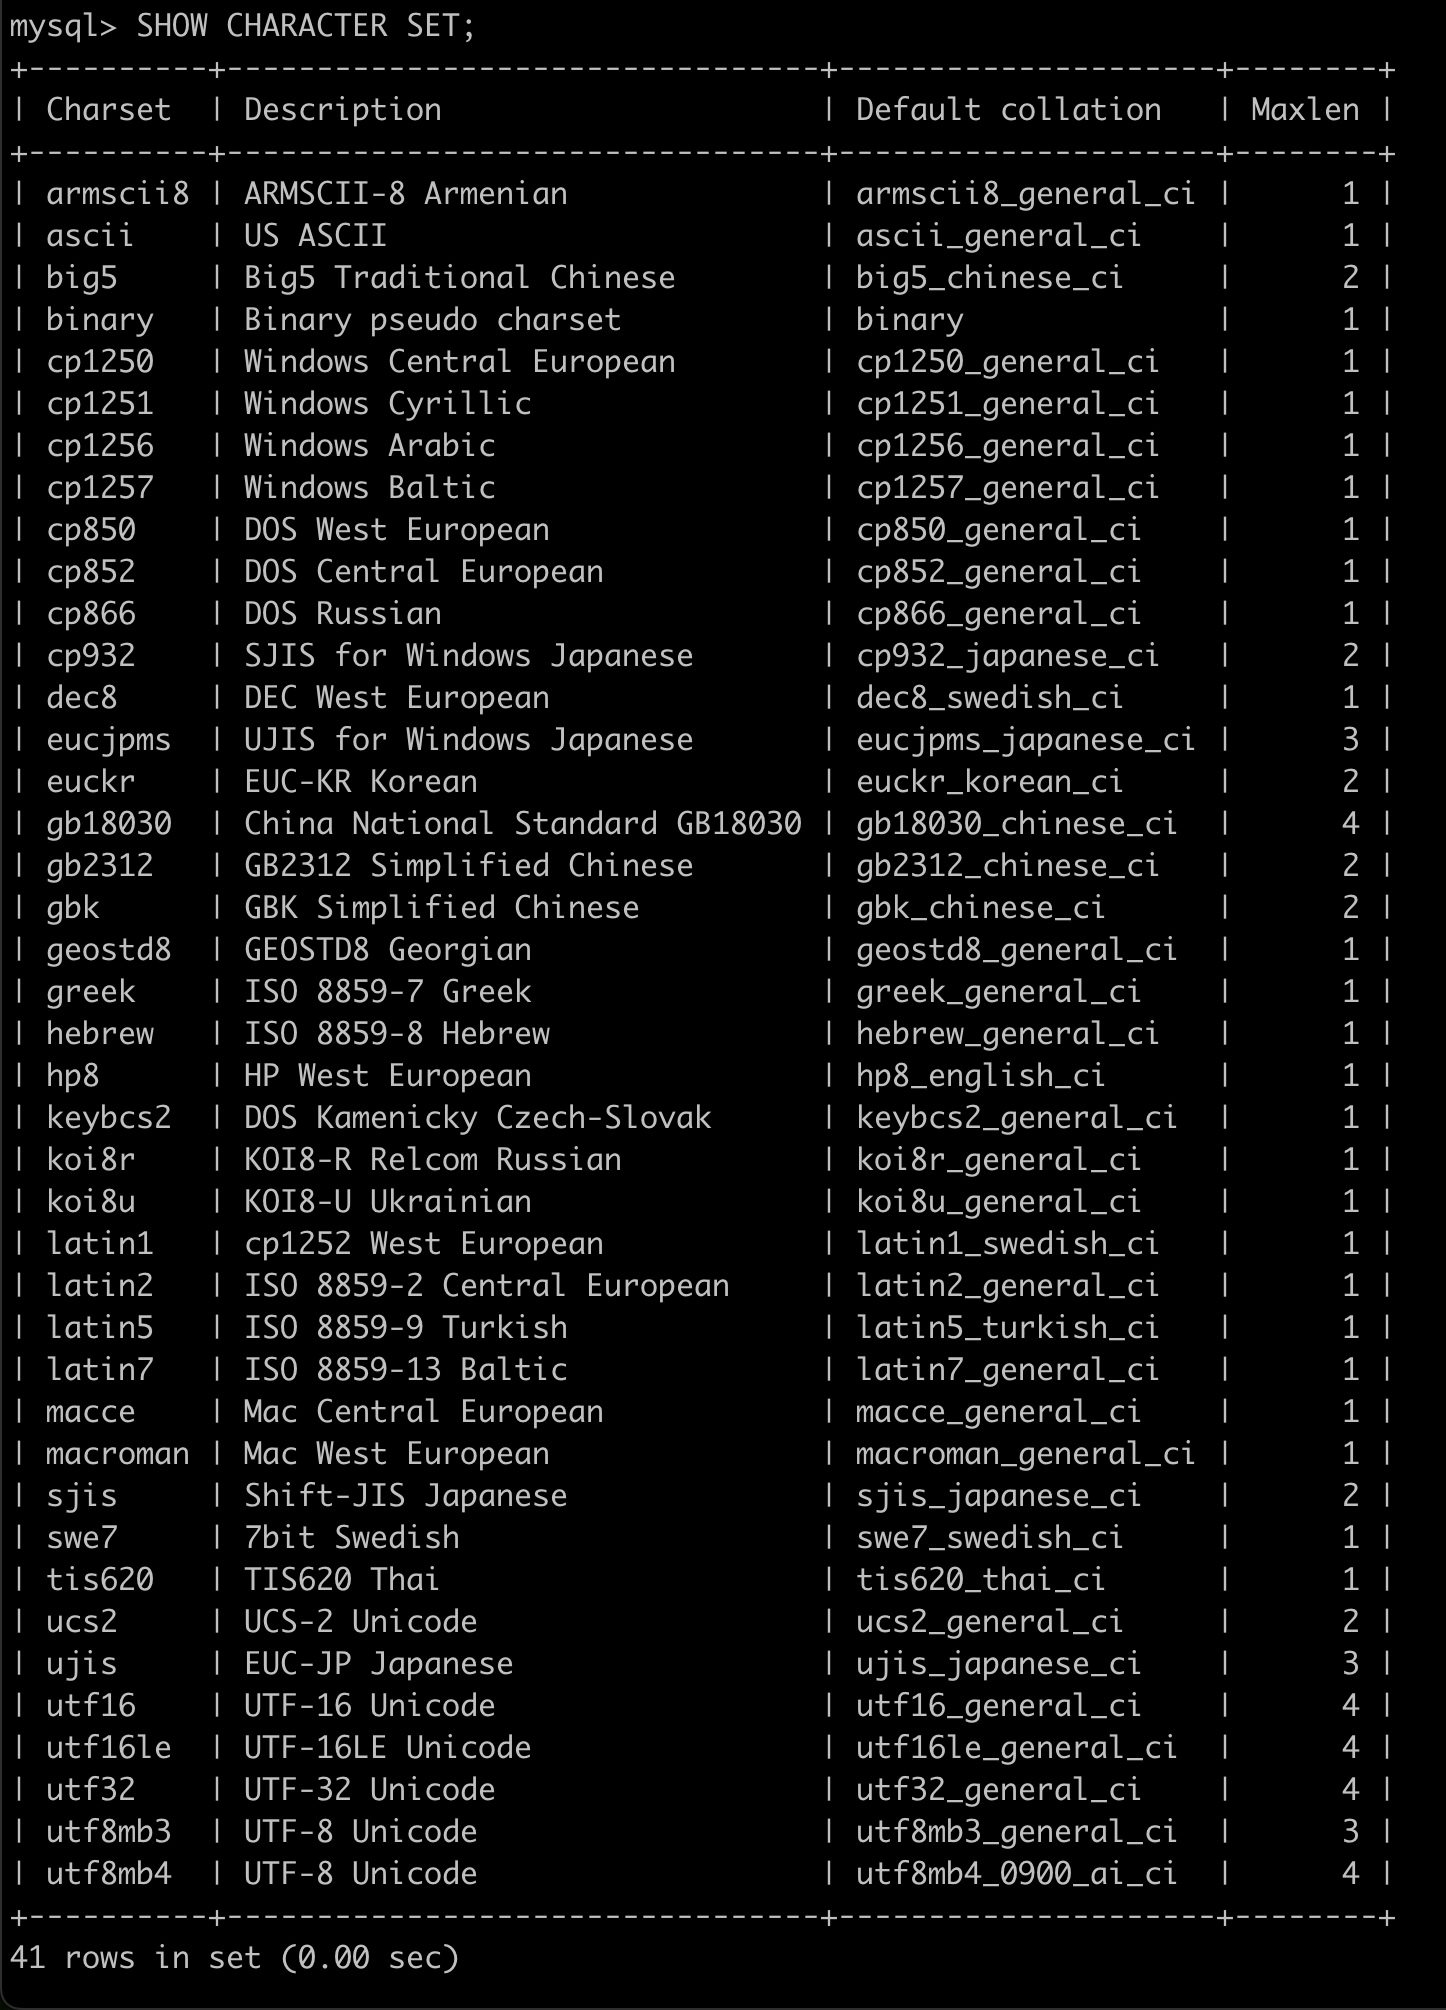 mysql> SHOW CHARACTER SET;
+----------+---------------------------------+---------------------+--------+
| Charset  | Description                     | Default collation   | Maxlen |
+----------+---------------------------------+---------------------+--------+
| armscii8 | ARMSCII-8 Armenian              | armscii8_general_ci |      1 |
| ascii    | US ASCII                        | ascii_general_ci    |      1 |
| big5     | Big5 Traditional Chinese        | big5_chinese_ci     |      2 |
| binary   | Binary pseudo charset           | binary              |      1 |
| cp1250   | Windows Central European        | cp1250_general_ci   |      1 |
| cp1251   | Windows Cyrillic                | cp1251_general_ci   |      1 |
| cp1256   | Windows Arabic                  | cp1256_general_ci   |      1 |
| cp1257   | Windows Baltic                  | cp1257_general_ci   |      1 |
| cp850    | DOS West European               | cp850_general_ci    |      1 |
| cp852    | DOS Central European            | cp852_general_ci    |      1 |
| cp866    | DOS Russian                     | cp866_general_ci    |      1 |
| cp932    | SJIS for Windows Japanese       | cp932_japanese_ci   |      2 |
| dec8     | DEC West European               | dec8_swedish_ci     |      1 |
| eucjpms  | UJIS for Windows Japanese       | eucjpms_japanese_ci |      3 |
| euckr    | EUC-KR Korean                   | euckr_korean_ci     |      2 |
| gb18030  | China National Standard GB18030 | gb18030_chinese_ci  |      4 |
| gb2312   | GB2312 Simplified Chinese       | gb2312_chinese_ci   |      2 |
| gbk      | GBK Simplified Chinese          | gbk_chinese_ci      |      2 |
| geostd8  | GEOSTD8 Georgian                | geostd8_general_ci  |      1 |
| greek    | ISO 8859-7 Greek                | greek_general_ci    |      1 |
| hebrew   | ISO 8859-8 Hebrew               | hebrew_general_ci   |      1 |
| hp8      | HP West European                | hp8_english_ci      |      1 |
| keybcs2  | DOS Kamenicky Czech-Slovak      | keybcs2_general_ci  |      1 |
| koi8r    | KOI8-R Relcom Russian           | koi8r_general_ci    |      1 |
| koi8u    | KOI8-U Ukrainian                | koi8u_general_ci    |      1 |
| latin1   | cp1252 West European            | latin1_swedish_ci   |      1 |
| latin2   | ISO 8859-2 Central European     | latin2_general_ci   |      1 |
| latin5   | ISO 8859-9 Turkish              | latin5_turkish_ci   |      1 |
| latin7   | ISO 8859-13 Baltic              | latin7_general_ci   |      1 |
| macce    | Mac Central European            | macce_general_ci    |      1 |
| macroman | Mac West European               | macroman_general_ci |      1 |
| sjis     | Shift-JIS Japanese              | sjis_japanese_ci    |      2 |
| swe7     | 7bit Swedish                    | swe7_swedish_ci     |      1 |
| tis620   | TIS620 Thai                     | tis620_thai_ci      |      1 |
| ucs2     | UCS-2 Unicode                   | ucs2_general_ci     |      2 |
| ujis     | EUC-JP Japanese                 | ujis_japanese_ci    |      3 |
| utf16    | UTF-16 Unicode                  | utf16_general_ci    |      4 |
| utf16le  | UTF-16LE Unicode                | utf16le_general_ci  |      4 |
| utf32    | UTF-32 Unicode                  | utf32_general_ci    |      4 |
| utf8mb3  | UTF-8 Unicode                   | utf8mb3_general_ci  |      3 |
| utf8mb4  | UTF-8 Unicode                   | utf8mb4_0900_ai_ci  |      4 |
+----------+---------------------------------+---------------------+--------+
41 rows in set (0.00 sec)